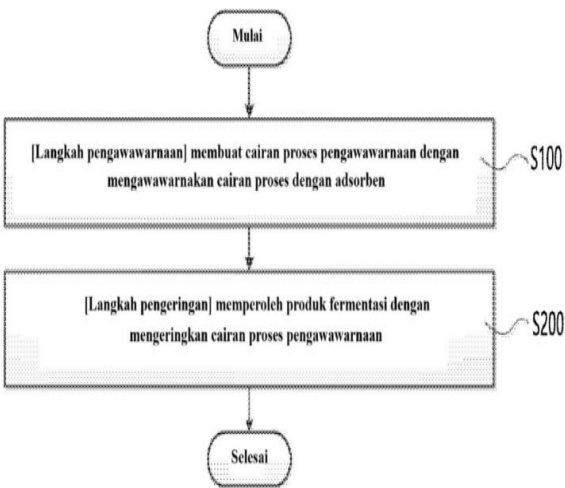 Mulai
[Langkah pengawawarnaan] membuat cairan proses pengawawarnaan dengan
mengawawarnakan cairan proses dengan adsorben
S100
[Langkah pengeringan] memperoleh produk fermentasi dengan
mengeringkan cairan proses pengawawarnaan
S200
Selesai